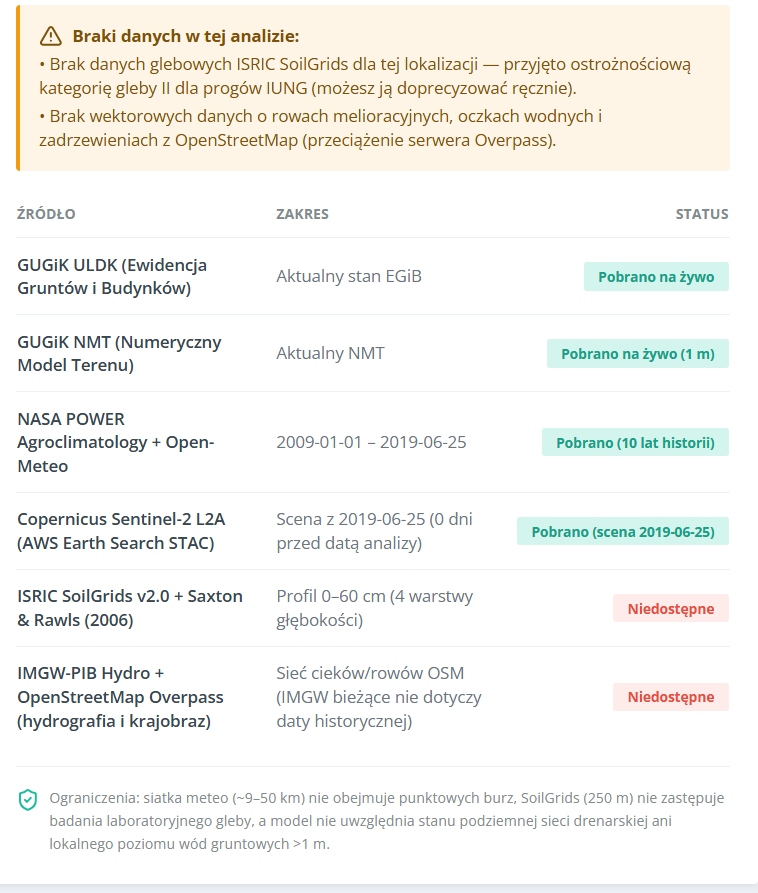 Braki danych w tej analizie:
• Brak danych glebowych ISRIC SoilGrids dla tej lokalizacji — przyjęto ostrożnościową
kategorię gleby II dla progów IUNG (możesz ją doprecyzować ręcznie).
• Brak wektorowych danych o rowach melioracyjnych, oczkach wodnych i
zadrzewieniach z OpenStreetMap (przeciążenie serwera Overpass).
ŹRÓDŁO ZAKRES STATUS
GUGiK ULDK (Ewidencja
Gruntów i Budynków)
Aktualny stan EGiB
Pobrano na żywo
GUGiK NMT (Numeryczny
Model Terenu)
Aktualny NMT
Pobrano na żywo (1 m)
NASA POWER
Agroclimatology + Open-
Meteo
2009-01-01 – 2019-06-25
Pobrano (10 lat historii)
Copernicus Sentinel-2 L2A
(AWS Earth Search STAC)
Scena z 2019-06-25 (0 dni
przed datą analizy)
Pobrano (scena 2019-06-25)
ISRIC SoilGrids v2.0 + Saxton
& Rawls (2006)
Profil 0–60 cm (4 warstwy
głębokości)
Niedostępne
IMGW-PIB Hydro +
OpenStreetMap Overpass
(hydrografia i krajobraz)
Sieć cieków/rowów OSM
(IMGW bieżące nie dotyczy
daty historycznej)
Niedostępne
Ograniczenia: siatka meteo (~9–50 km) nie obejmuje punktowych burz, SoilGrids (250 m) nie zastępuje
badania laboratoryjnego gleby, a model nie uwzględnia stanu podziemnej sieci drenarskiej ani
lokalnego poziomu wód gruntowych >1 m.